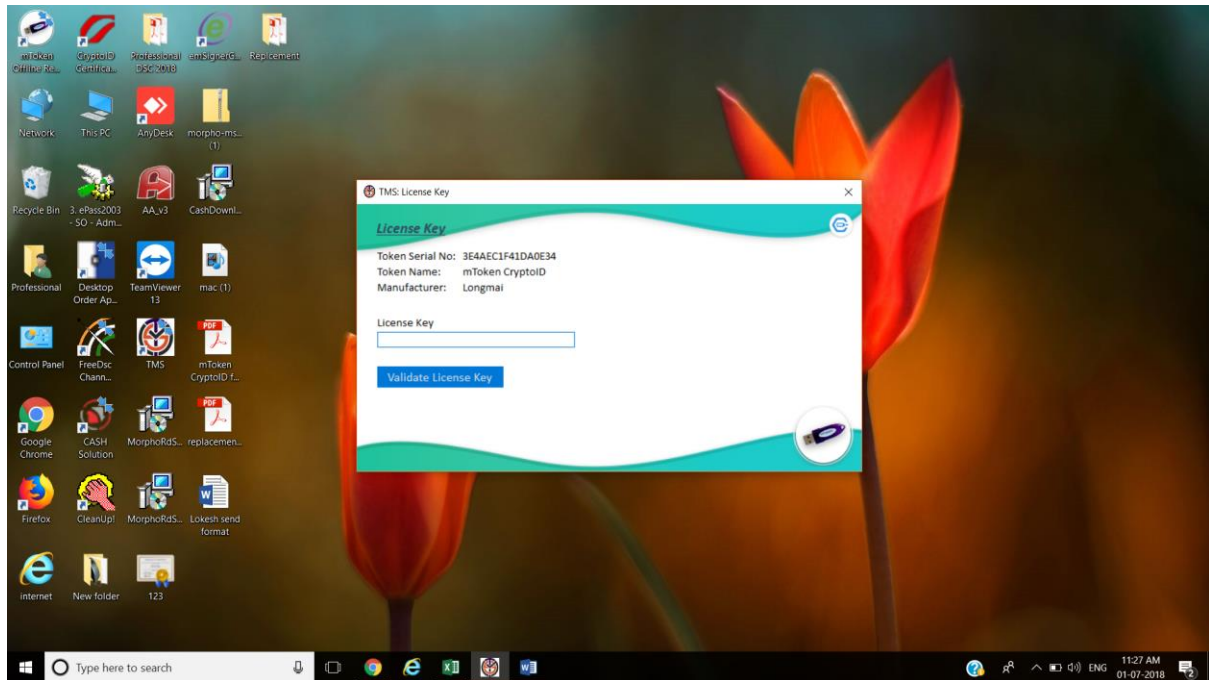 mToken
Offline Re...
CryptoID
Certifica...
Professional
DSC 2018
emSignerG...
Replcement
Network
This PC
AnyDesk
morpho-ms...
(1)
Recycle Bin
3. ePass2003
- SO - Adm...
AA_v3
CashDownl...
Professional
Desktop
Order Ap...
TeamViewer
13
mac (1)
Control Panel
FreeDsc
Chann...
TMS
PDF
mToken
CryptoID f...
Google
Chrome
CASH
Solution
MorphoRdS...
PDF
replacemen...
Firefox
CleanUp!
MorphoRdS...
Lokesh send
format
internet
New folder
123
TMS: License Key
License Key
Token Serial No: 3E4AEC1F41DA0E34
Token Name: mToken CryptoID
Manufacturer: Longmai
License Key
Validate License Key
Type here to search
ENG
11:27 AM
01-07-2018
2